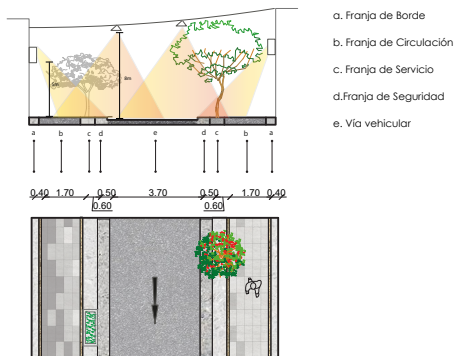 a. Franja de Borde
b. Franja de Circulación
c. Franja de Servicio
d.Franja de Seguridad
e. Vía vehicular
5m
8m
a b c d e d c b a
0.40 1.70 0.50 3.70 0.50 1.70 0.40
0.60 0.60